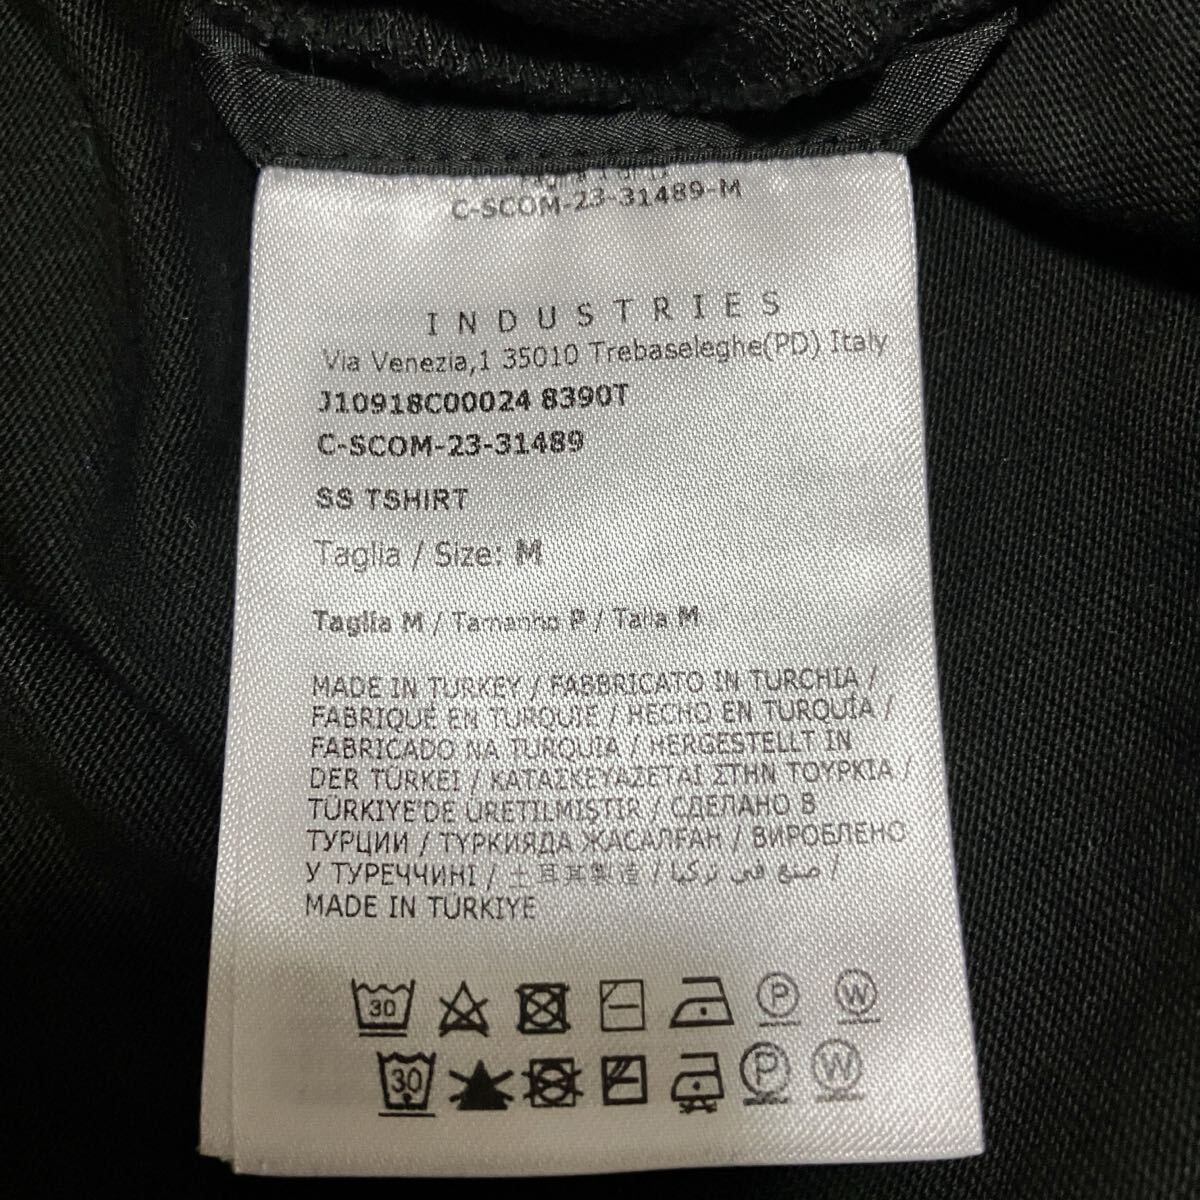 C-SCOM-23-31489-M
INDUSTRIES
Via Venezia,1 35010 Trebaseleghe(PD) Italy
J10918C00024 8390T
C-SCOM-23-31489
SS TSHIRT
Taglia / Size: M
Taglia M / Tamanho P / Talla M
MADE IN TURKEY / FABBRICATO IN TURCHIA /
FABRIQUÉ EN TURQUIE / HECHO EN TURQUÍA /
FABRICADO NA TURQUIA / HERGESTELLT IN
DER TÜRKEI / ΚΑΤΑΣΚΕΥΑΖΕΤΑΙ ΣΤΗΝ ΤΟΥΡΚΙΑ /
TÜRKIYE'DE ÜRETILMIŞTIR / СДЕЛАНО В
ТУРЦИИ / ТҮРКИЯДА ЖАСАЛҒАН / ВИРОБЛЕНО
У ТУРЕЧЧИНІ / 土耳其製造 / صنع في تركيا /
MADE IN TÜRKIYE
30 P W
30 P W